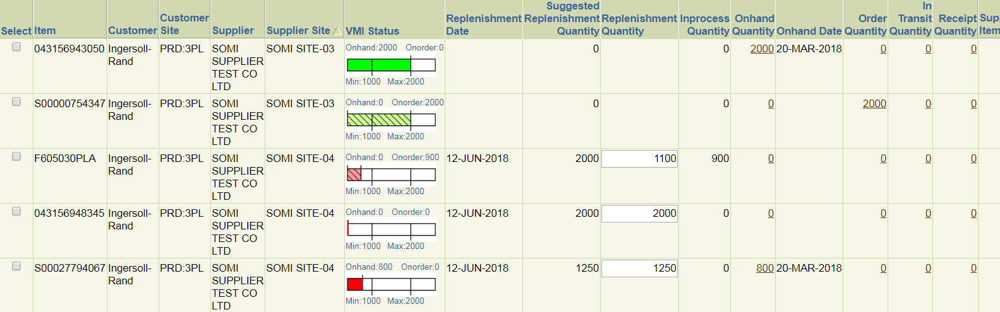 Select Item Customer Customer Site Supplier Supplier Site VMI Status Replenishment Date Suggested Replenishment Quantity Replenishment Quantity Inprocess Quantity Onhand Quantity Onhand Date Order Quantity In Transit Quantity Receipt Quantity Supp Item
043156943050 Ingersoll-Rand PRD:3PL SOMI SUPPLIER TEST CO LTD SOMI SITE-03 Onhand:2000 Onorder:0 Min:1000 Max:2000 0 0 2000 20-MAR-2018 0 0 0
S00000754347 Ingersoll-Rand PRD:3PL SOMI SUPPLIER TEST CO LTD SOMI SITE-03 Onhand:0 Onorder:2000 Min:1000 Max:2000 0 0 0 2000 0 0
F605030PLA Ingersoll-Rand PRD:3PL SOMI SUPPLIER TEST CO LTD SOMI SITE-04 Onhand:0 Onorder:900 Min:1000 Max:2000 12-JUN-2018 2000 1100 900 0 0 0 0
043156948345 Ingersoll-Rand PRD:3PL SOMI SUPPLIER TEST CO LTD SOMI SITE-04 Onhand:0 Onorder:0 Min:1000 Max:2000 12-JUN-2018 2000 2000 0 0 0 0 0
S00027794067 Ingersoll-Rand PRD:3PL SOMI SUPPLIER TEST CO LTD SOMI SITE-04 Onhand:800 Onorder:0 Min:1000 Max:2000 12-JUN-2018 1250 1250 0 800 20-MAR-2018 0 0 0